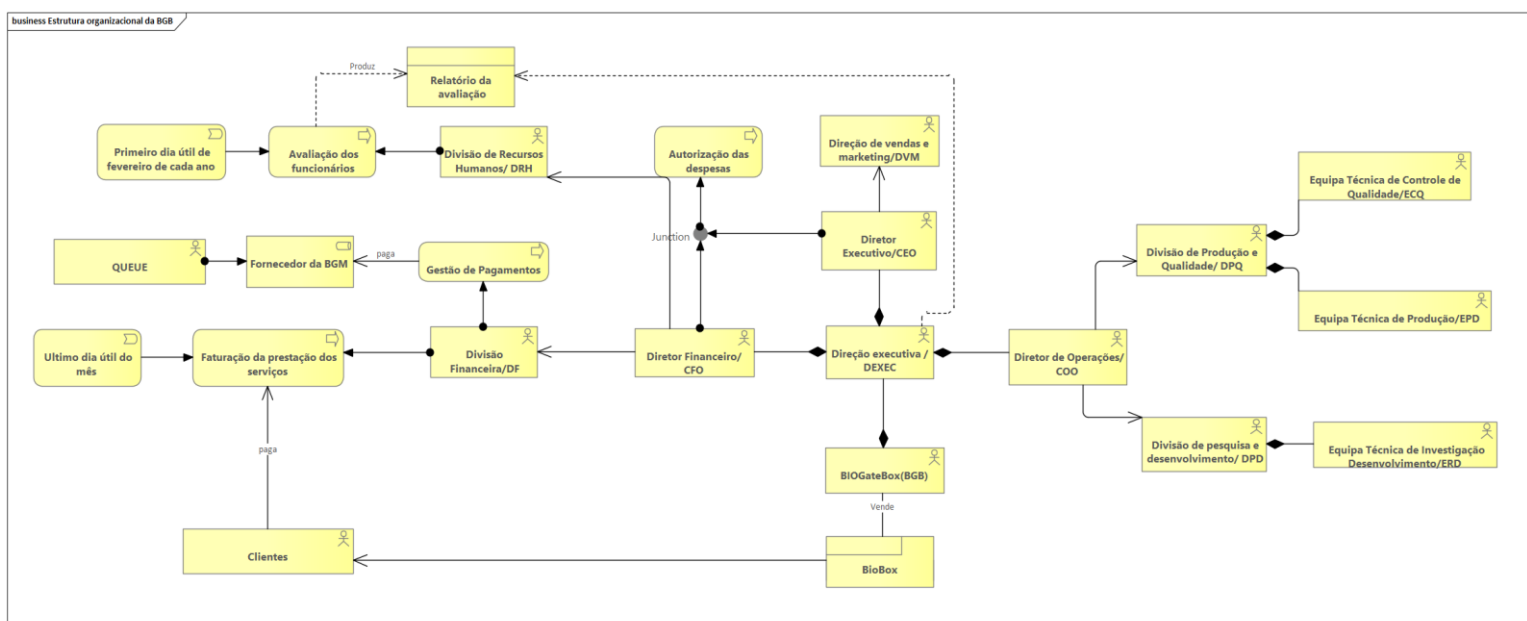 business Estrutura organizacional da BGB
Produz
Relatório da
avaliação
Primeiro dia útil de
fevereiro de cada ano
Avaliação dos
funcionários
Divisão de Recursos
Humanos/ DRH
Autorização das
despesas
Direção de vendas e
marketing/DVM
Equipa Técnica de Controle de
Qualidade/ECQ
Junction
Diretor
Executivo/CEO
Divisão de Produção e
Qualidade/ DPQ
QUEUE
Fornecedor da BGM
paga
Gestão de Pagamentos
Equipa Técnica de Produção/EPD
Ultimo dia útil do
mês
Faturação da prestação dos
serviços
Divisão
Financeira/DF
Diretor Financeiro/
CFO
Direção executiva /
DEXEC
Diretor de Operações/
COO
paga
Divisão de pesquisa e
desenvolvimento/ DPD
Equipa Técnica de Investigação
Desenvolvimento/ERD
BIOGateBox(BGB)
Vende
Clientes
BioBox